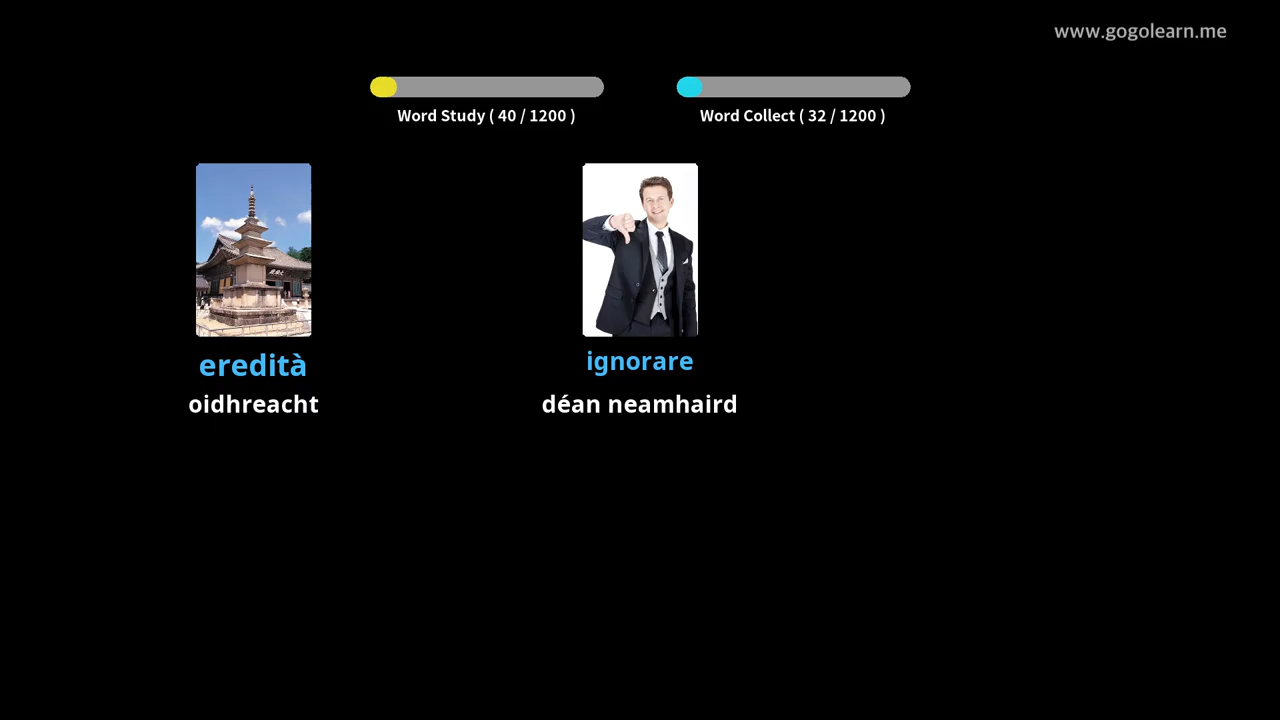 www.gogolearn.me
Word Study ( 40 / 1200 )
Word Collect ( 32 / 1200 )
eredità
ignorare
oidhreacht
déan neamhaird